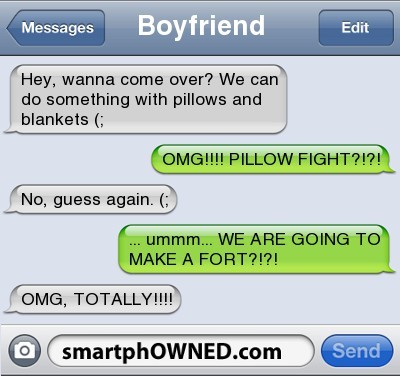 Messages Boyfriend Edit
Hey, wanna come over? We can
do something with pillows and
blankets (;
OMG!!!! PILLOW FIGHT?!?!
No, guess again. (;
... ummm... WE ARE GOING TO
MAKE A FORT?!?!
OMG, TOTALLY!!!!
smartphOWNED.com Send